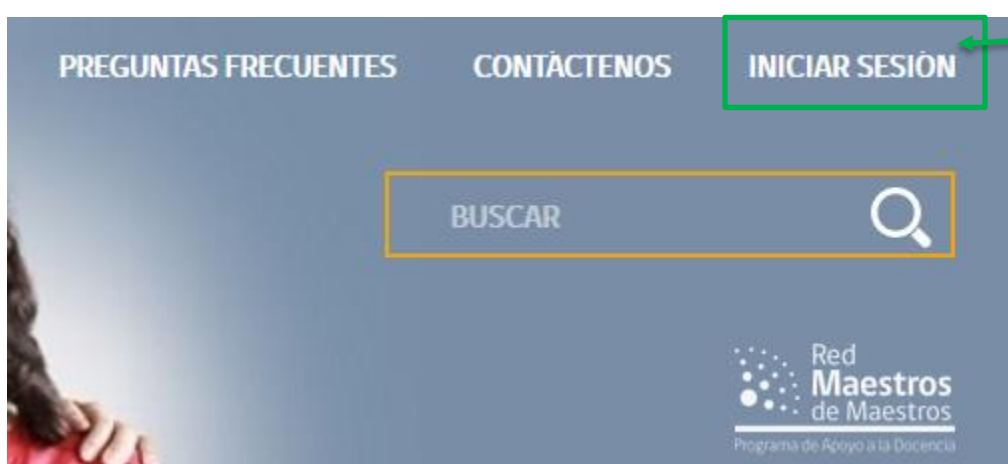 PREGUNTAS FRECUENTES CONTÁCTENOS INICIAR SESIÓN
BUSCAR
Red
Maestros
de Maestros
Programa de Apoyo a la Docencia